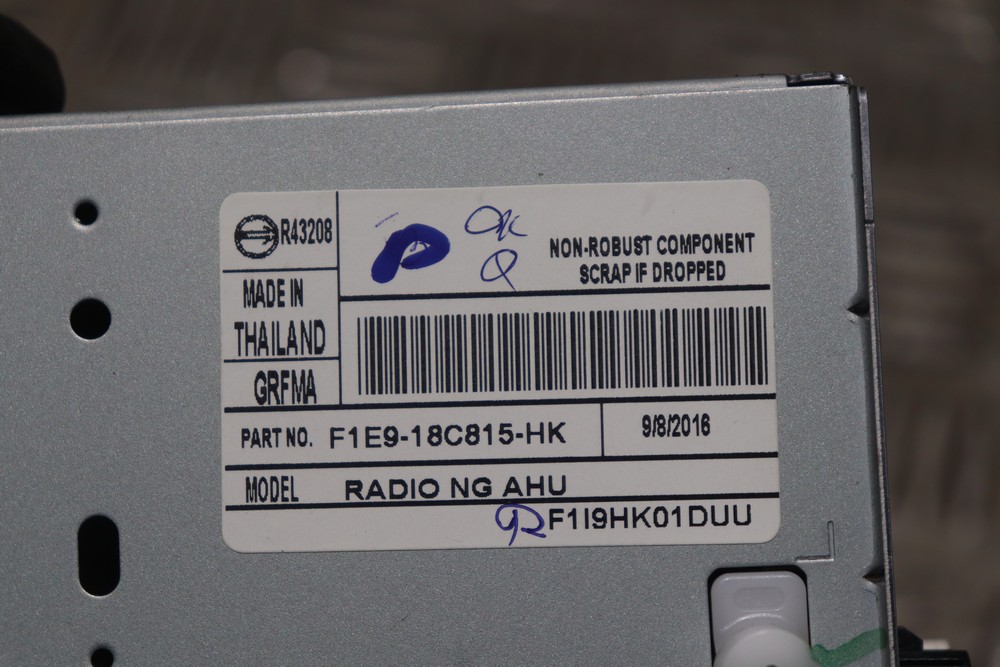 R43208
OK
Q
NON-ROBUST COMPONENT
SCRAP IF DROPPED
MADE IN
THAILAND
GRFMA
PART NO. F1E9-18C815-HK
9/8/2016
MODEL RADIO NG AHU
F1I9HK01DUU